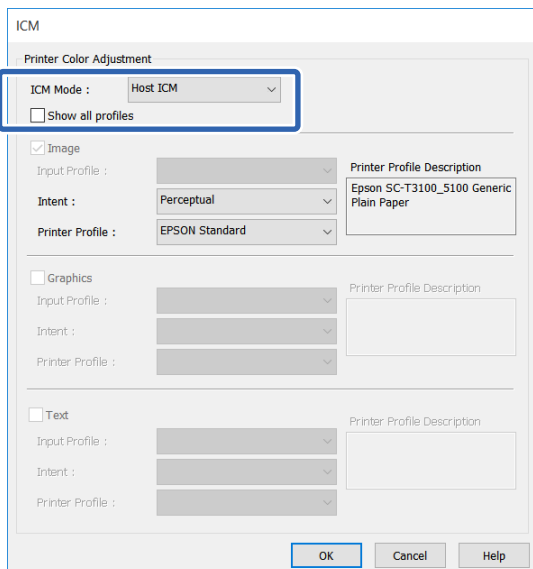 ICM
Printer Color Adjustment
ICM Mode : Host ICM
Show all profiles
Image
Input Profile :
Printer Profile Description
Intent : Perceptual
Epson SC-T3100_5100 Generic
Plain Paper
Printer Profile : EPSON Standard
Graphics
Input Profile :
Printer Profile Description
Intent :
Printer Profile :
Text
Input Profile :
Printer Profile Description
Intent :
Printer Profile :
OK Cancel Help